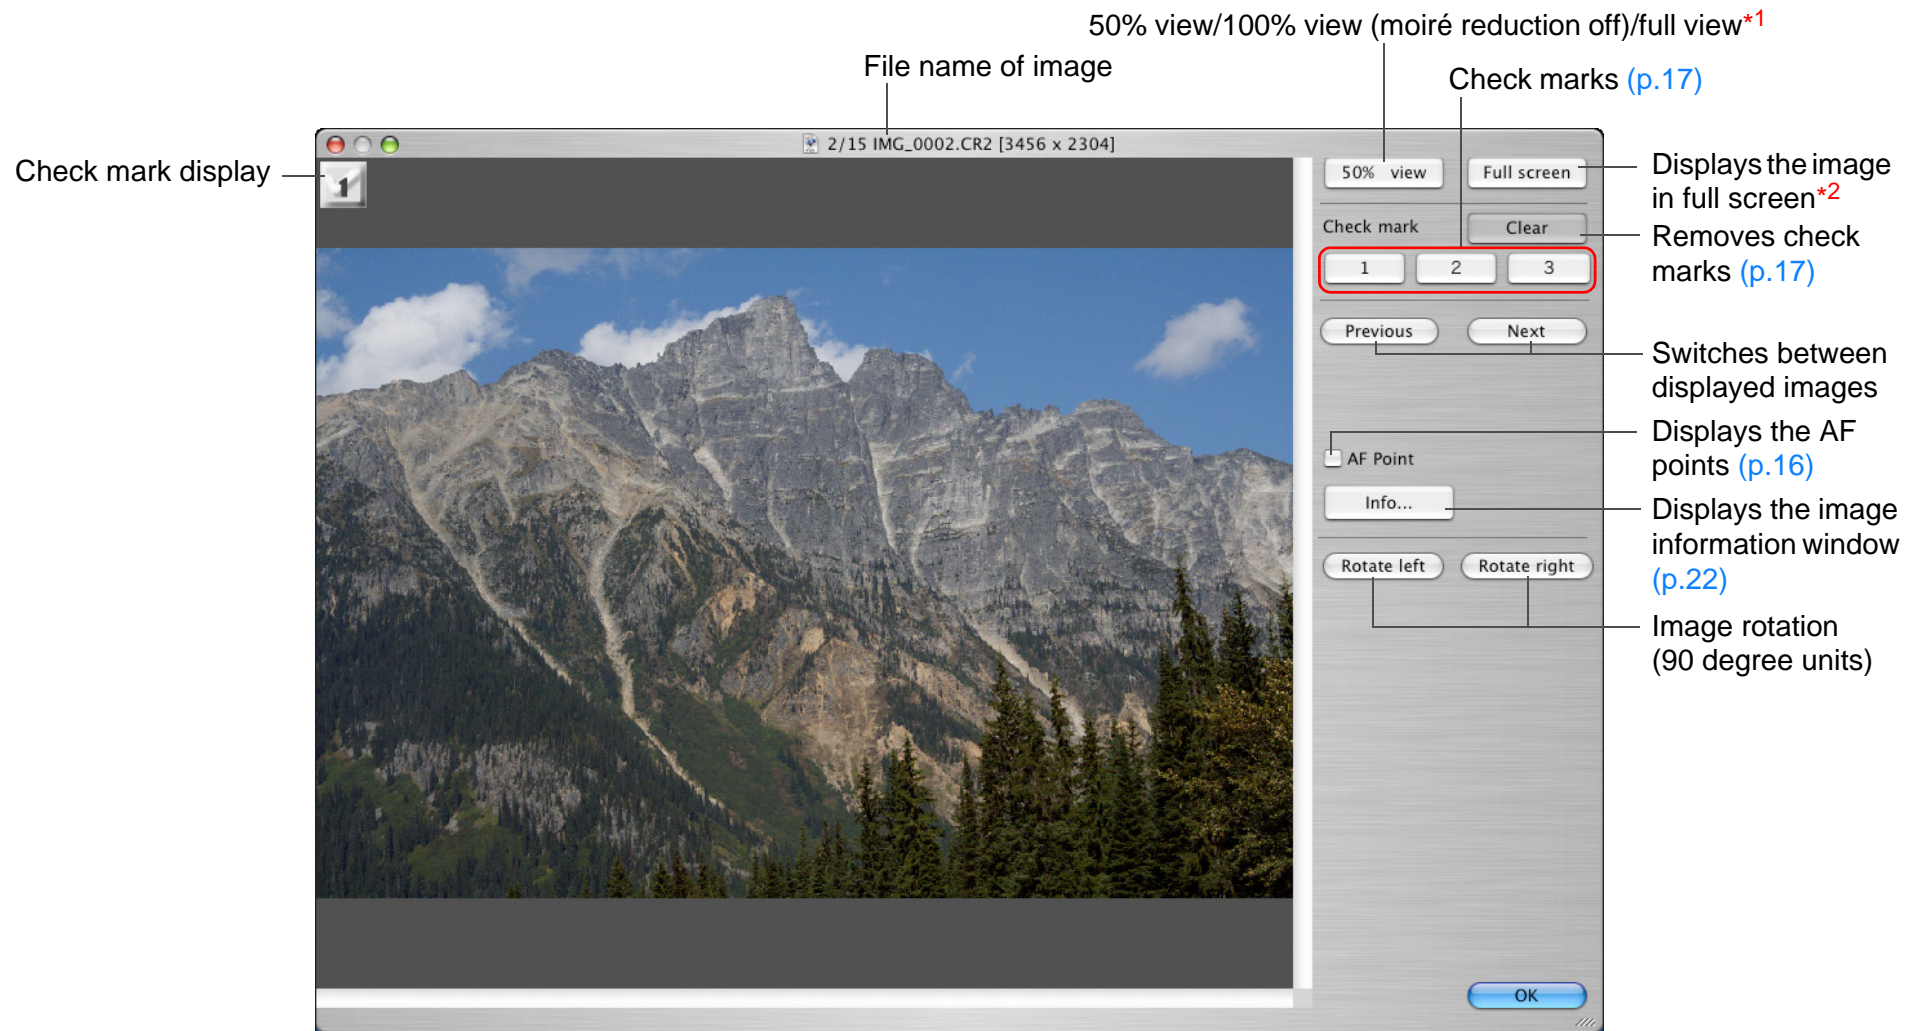 50% view/100% view (moiré reduction off)/full view*1
File name of image
Check marks (p.17)
2/15 IMG_0002.CR2 [3456 x 2304]
Check mark display
1
50% view
Full screen
Displays the image
in full screen*2
Check mark
Clear
Removes check
marks (p.17)
1
2
3
Previous
Next
Switches between
displayed images
Displays the AF
points (p.16)
AF Point
Info...
Displays the image
information window
(p.22)
Rotate left
Rotate right
Image rotation
(90 degree units)
OK